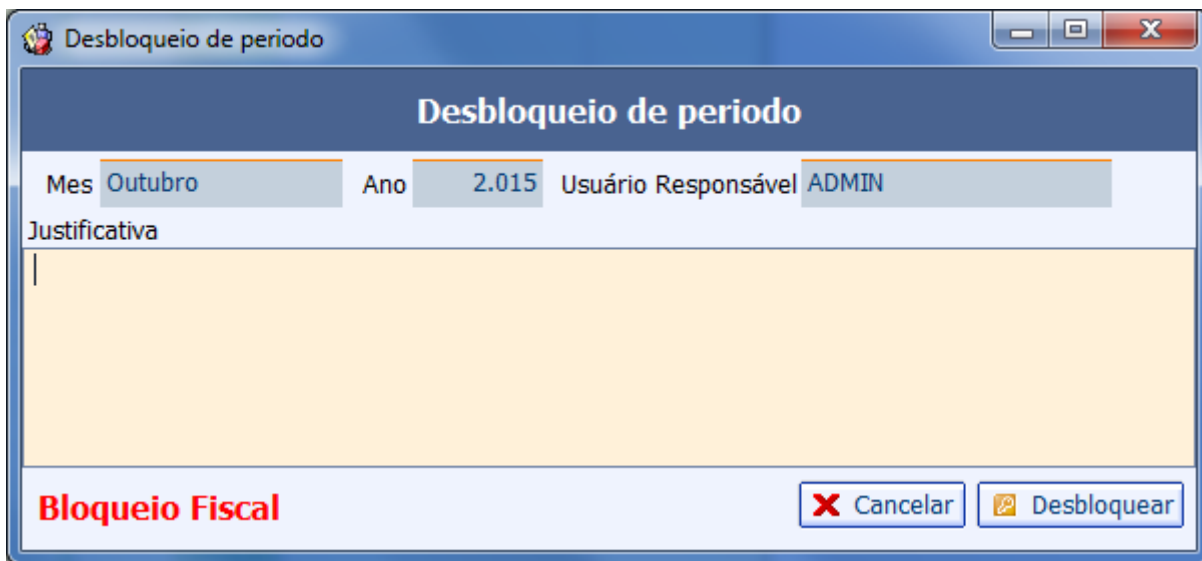 Desbloqueio de periodo
Desbloqueio de periodo
Mes Outubro Ano 2.015 Usuário Responsável ADMIN
Justificativa
Bloqueio Fiscal Cancelar Desbloquear